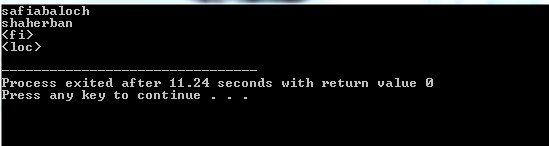 safiabaloch
shaherban
<fi>
<loc>
--------------------------------
Process exited after 11.24 seconds with return value 0
Press any key to continue . . .